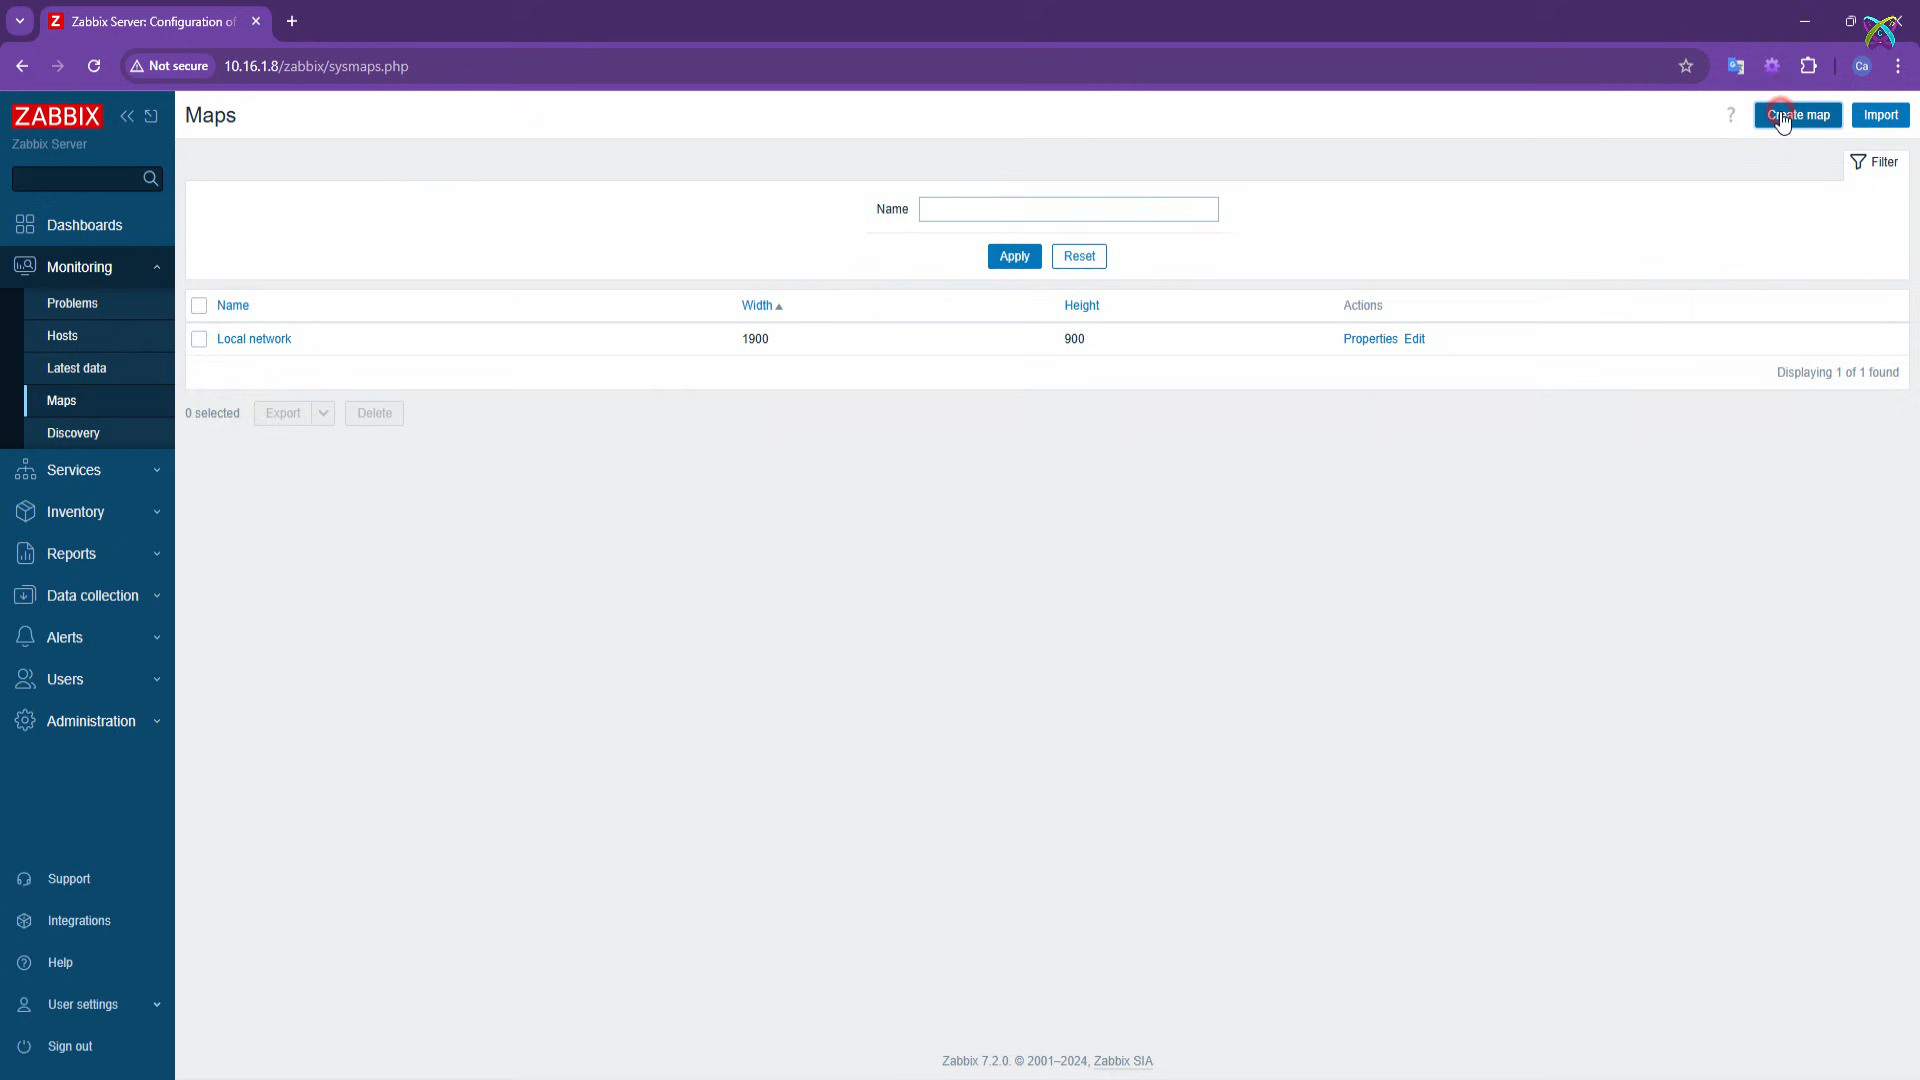 Z Zabbix Server: Configuration of
Not secure 10.16.1.8/zabbix/sysmaps.php
Ca
ZABBIX
Zabbix Server
Dashboards
Monitoring
Problems
Hosts
Latest data
Maps
Discovery
Services
Inventory
Reports
Data collection
Alerts
Users
Administration
Support
Integrations
Help
User settings
Sign out
Maps
? Create map Import
Filter
Name
Apply Reset
Name Width Height Actions
Local network 1900 900 Properties Edit
Displaying 1 of 1 found
0 selected Export Delete
Zabbix 7.2.0. © 2001–2024, Zabbix SIA